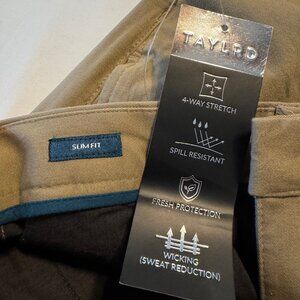 TAYLRD
4-WAY STRETCH
SPILL RESISTANT
FRESH PROTECTION
WICKING
(SWEAT REDUCTION)
SLIM FIT